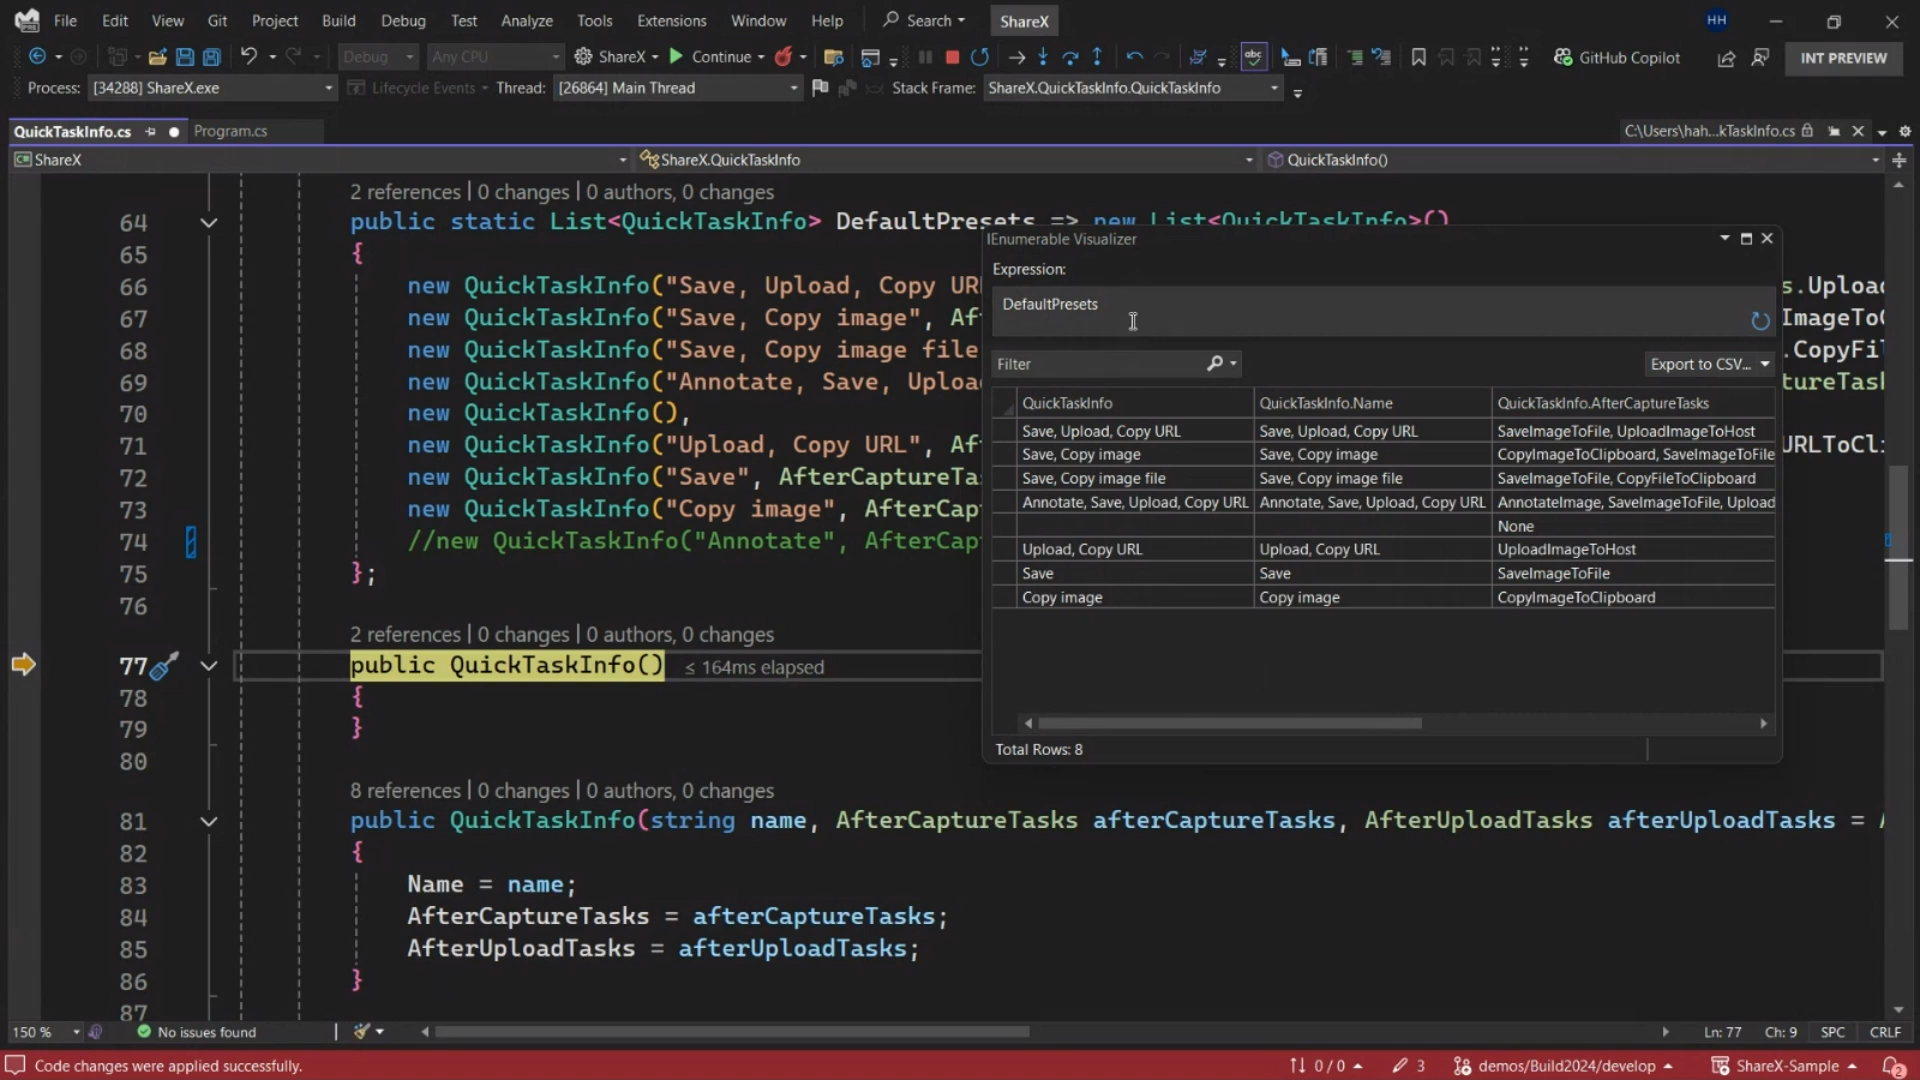 File Edit View Git Project Build Debug Test Analyze Tools Extensions Window Help Search ShareX HH
Debug Any CPU ShareX Continue abc GitHub Copilot INT PREVIEW
Process: [34288] ShareX.exe Lifecycle Events Thread: [26864] Main Thread Stack Frame: ShareX.QuickTaskInfo.QuickTaskInfo
QuickTaskInfo.cs Program.cs C:\Users\hah...kTaskInfo.cs
C# ShareX ShareX.QuickTaskInfo QuickTaskInfo()
2 references | 0 changes | 0 authors, 0 changes
64 public static List<QuickTaskInfo> DefaultPresets => new List<QuickTaskInfo>()
65 {
66 new QuickTaskInfo("Save, Upload, Copy UR s.Upload
67 new QuickTaskInfo("Save, Copy image", Af ImageToC
68 new QuickTaskInfo("Save, Copy image file .CopyFil
69 new QuickTaskInfo("Annotate, Save, Uploa tureTask
70 new QuickTaskInfo(),
71 new QuickTaskInfo("Upload, Copy URL", Af URLToCli
72 new QuickTaskInfo("Save", AfterCaptureTa
73 new QuickTaskInfo("Copy image", AfterCap
74 //new QuickTaskInfo("Annotate", AfterCap
75 };
76
2 references | 0 changes | 0 authors, 0 changes
77 public QuickTaskInfo() ≤ 164ms elapsed
78 {
79 }
80
8 references | 0 changes | 0 authors, 0 changes
81 public QuickTaskInfo(string name, AfterCaptureTasks afterCaptureTasks, AfterUploadTasks afterUploadTasks = A
82 {
83 Name = name;
84 AfterCaptureTasks = afterCaptureTasks;
85 AfterUploadTasks = afterUploadTasks;
86 }
87
IEnumerable Visualizer
Expression:
DefaultPresets
Filter Export to CSV...
QuickTaskInfo QuickTaskInfo.Name QuickTaskInfo.AfterCaptureTasks
Save, Upload, Copy URL Save, Upload, Copy URL SaveImageToFile, UploadImageToHost
Save, Copy image Save, Copy image CopyImageToClipboard, SaveImageToFile
Save, Copy image file Save, Copy image file SaveImageToFile, CopyFileToClipboard
Annotate, Save, Upload, Copy URL Annotate, Save, Upload, Copy URL AnnotateImage, SaveImageToFile, Upload
None
Upload, Copy URL Upload, Copy URL UploadImageToHost
Save Save SaveImageToFile
Copy image Copy image CopyImageToClipboard
Total Rows: 8
150 % No issues found Ln: 77 Ch: 9 SPC CRLF
Code changes were applied successfully. 0 / 0 3 demos/Build2024/develop ShareX-Sample 2